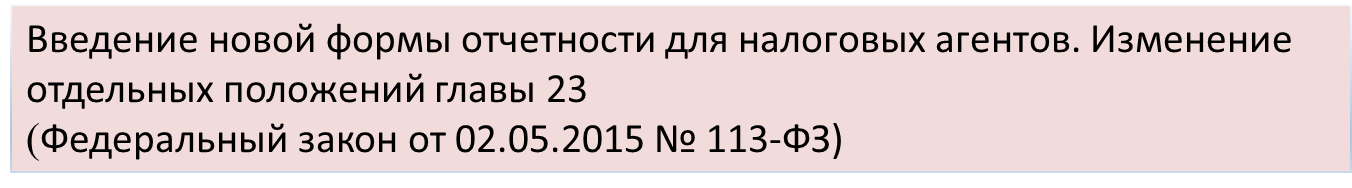 Введение новой формы отчетности для налоговых агентов. Изменение
отдельных положений главы 23
(Федеральный закон от 02.05.2015 № 113-ФЗ)